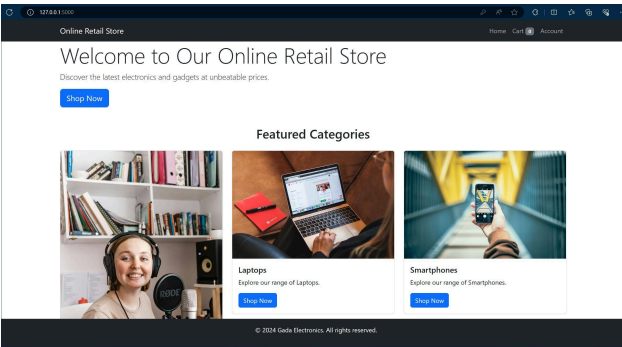 127.0.0.1:5000
Online Retail Store
Home Cart 0 Account
Welcome to Our Online Retail Store
Discover the latest electronics and gadgets at unbeatable prices.
Shop Now
Featured Categories
RØDE
Laptops
Explore our range of Laptops.
Shop Now
Smartphones
Explore our range of Smartphones.
Shop Now
© 2024 Gada Electronics. All rights reserved.